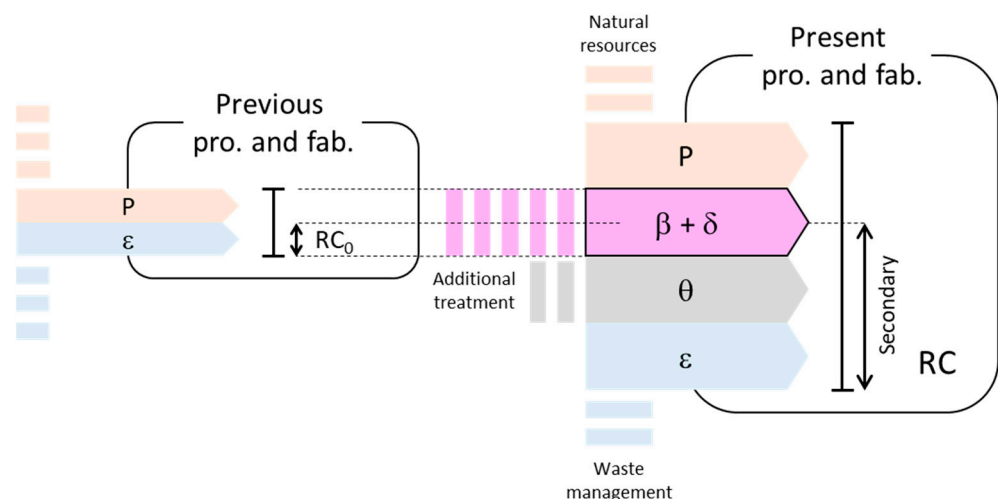 Natural
resources
Present
pro. and fab.
Previous
pro. and fab.
P
P
ε
RC0
β + δ
Additional
treatment
θ
Secondary
ε
RC
Waste
management